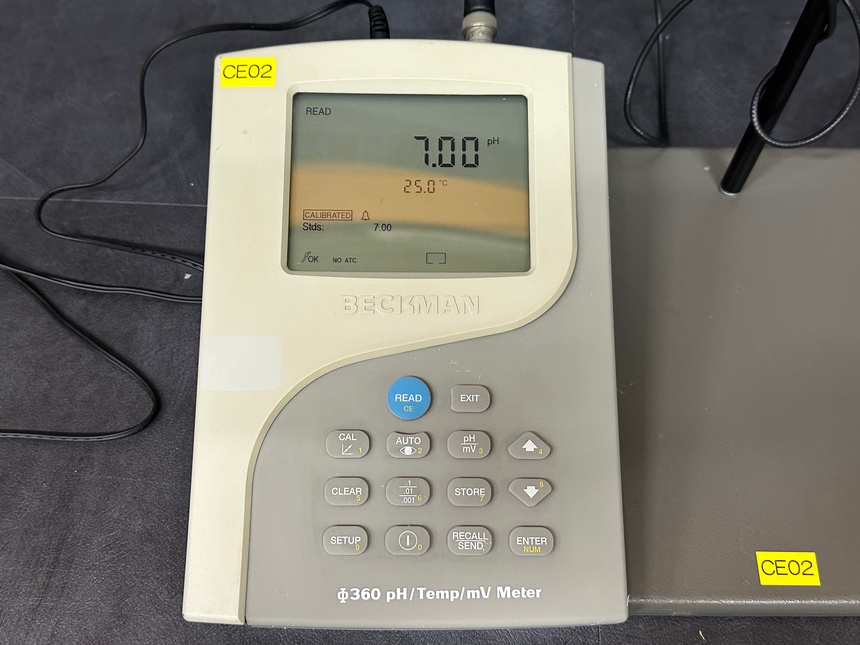 CE02
READ
7.00 pH
25.0 °C
CALIBRATED
Stds: 7.00
OK NO ATC
BECKMAN
READ
CE
EXIT
CAL 1
AUTO 2
pH
mV 3
4
CLEAR 5
.1
.01
.001 6
STORE 7
8
SETUP 9
0
RECALL
SEND .
ENTER
NUM
Φ360 pH/Temp/mV Meter
CE02